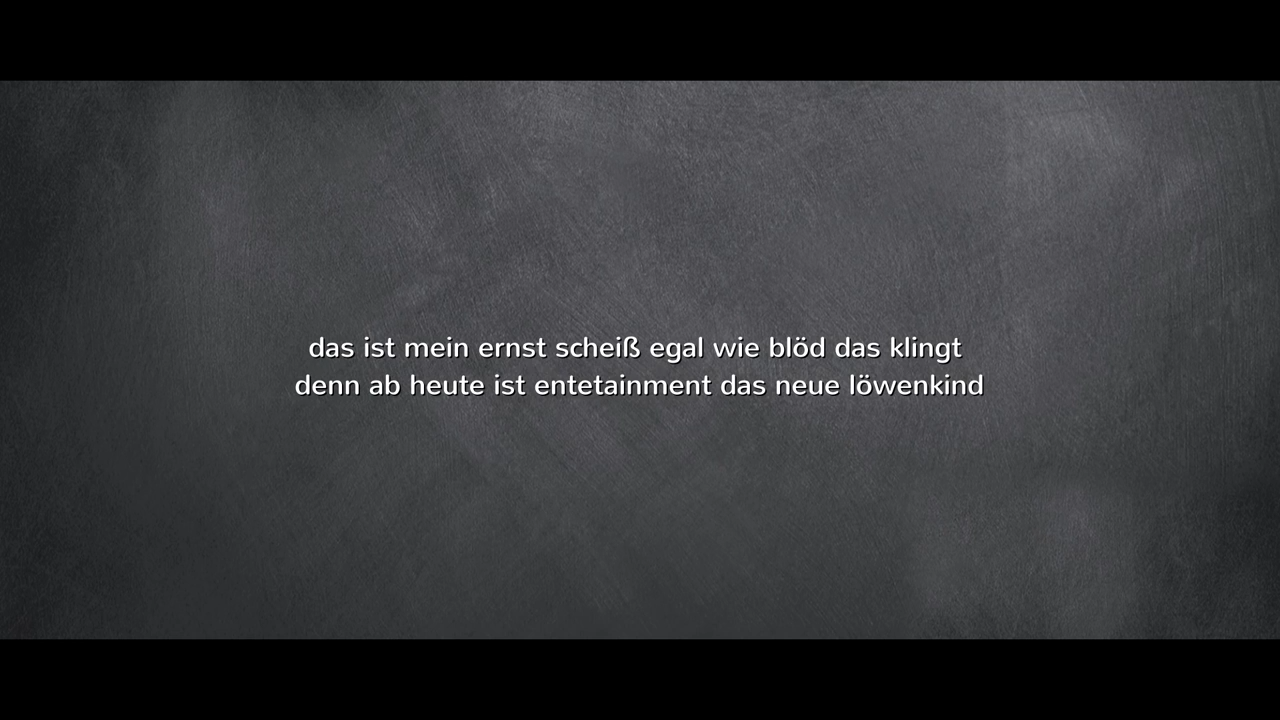 das ist mein ernst scheiß egal wie blöd das klingt
denn ab heute ist entetainment das neue löwenkind